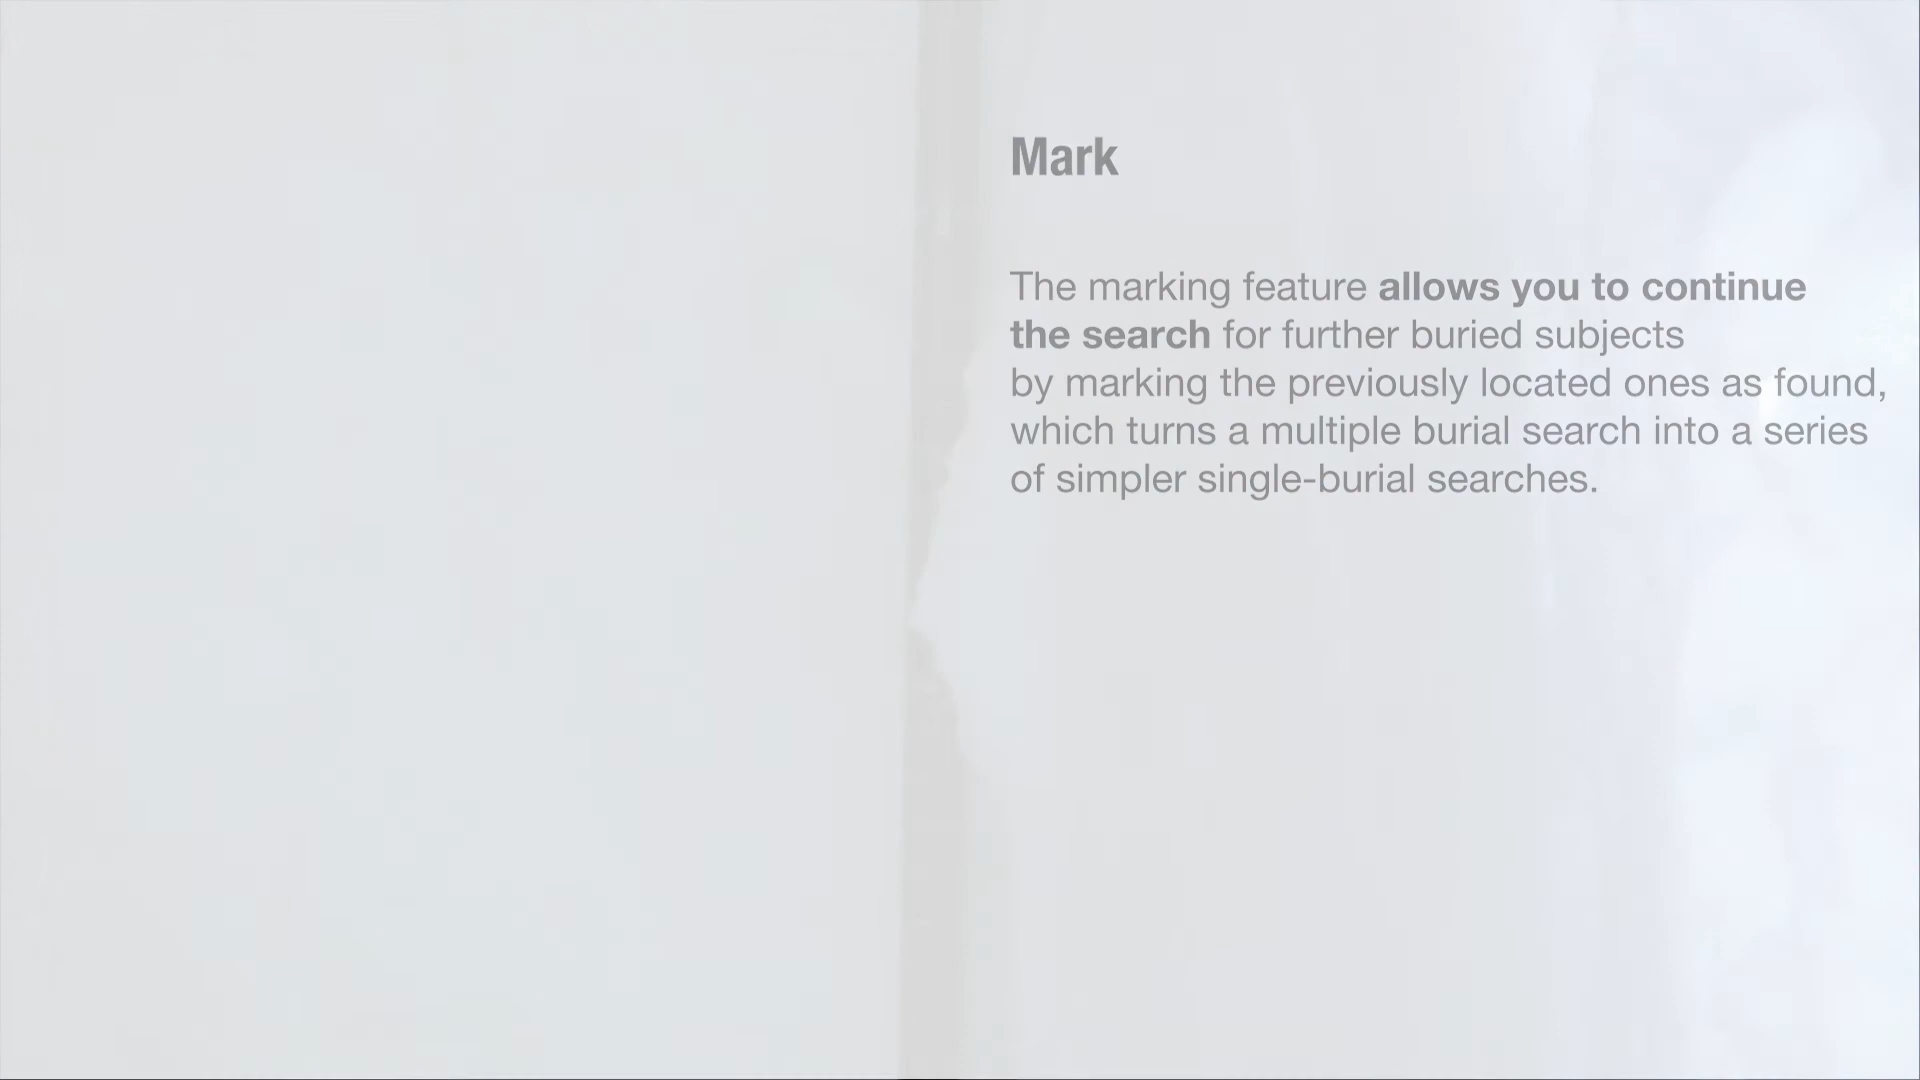 Mark
The marking feature allows you to continue
the search for further buried subjects
by marking the previously located ones as found,
which turns a multiple burial search into a series
of simpler single-burial searches.